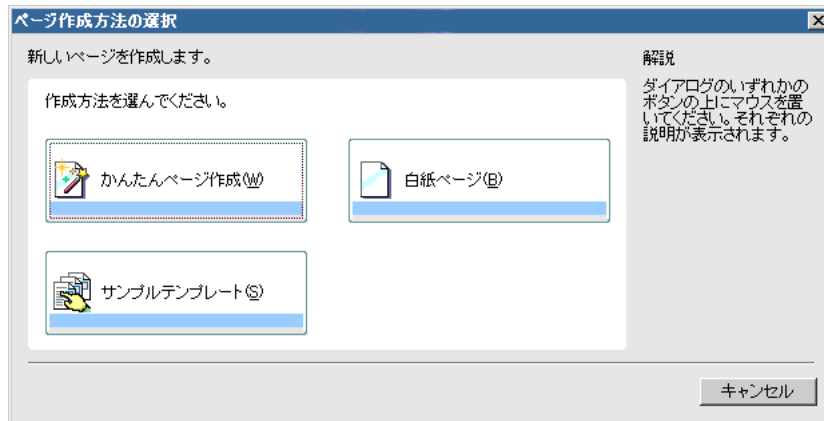 ページ作成方法の選択
新しいページを作成します。
作成方法を選んでください。
かんたんページ作成(W)
白紙ページ(B)
サンプルテンプレート(S)
解説
ダイアログのいずれかの
ボタンの上にマウスを置
いてください。それぞれの
説明が表示されます。
キャンセル